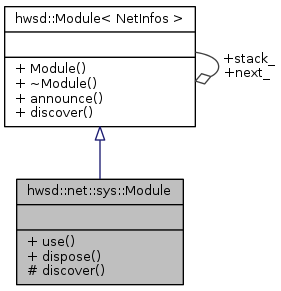 hwsd::Module< NetInfos >
+ Module()
+ ~Module()
+ announce()
+ discover()
+stack_
+next_
hwsd::net::sys::Module
+ use()
+ dispose()
# discover()